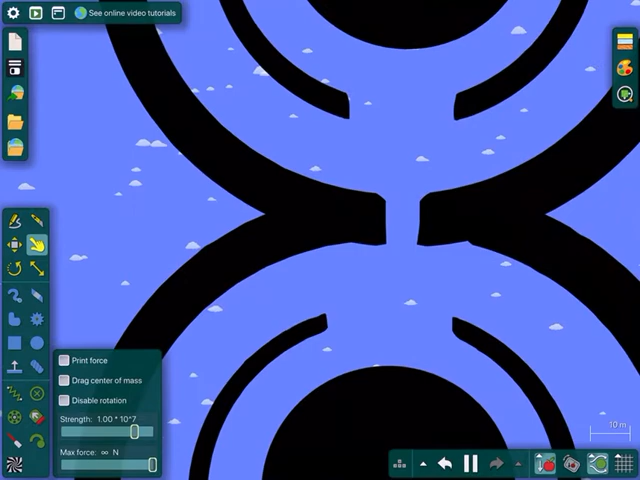 See online video tutorials
Print force
Drag center of mass
Disable rotation
Strength: 1.00 * 10^7
Max force: ∞ N
10 m